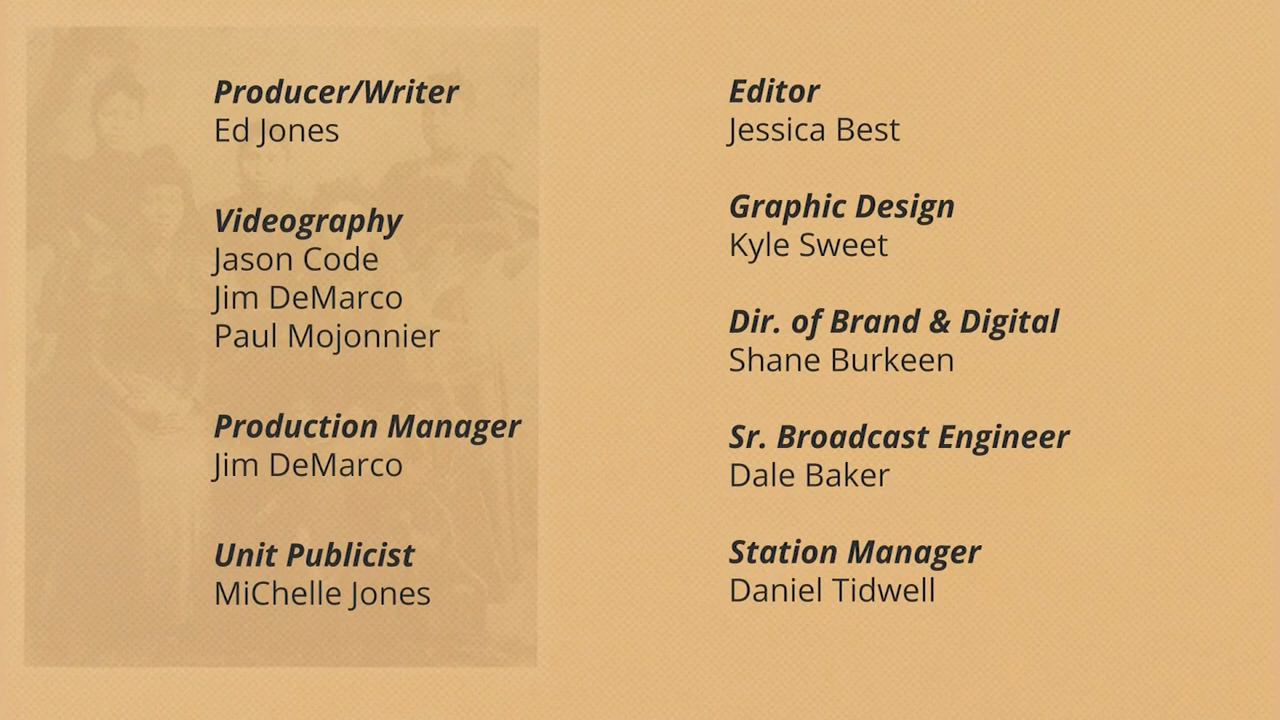 Producer/Writer
Ed Jones
Videography
Jason Code
Jim DeMarco
Paul Mojonnier
Production Manager
Jim DeMarco
Unit Publicist
MiChelle Jones
Editor
Jessica Best
Graphic Design
Kyle Sweet
Dir. of Brand & Digital
Shane Burkeen
Sr. Broadcast Engineer
Dale Baker
Station Manager
Daniel Tidwell